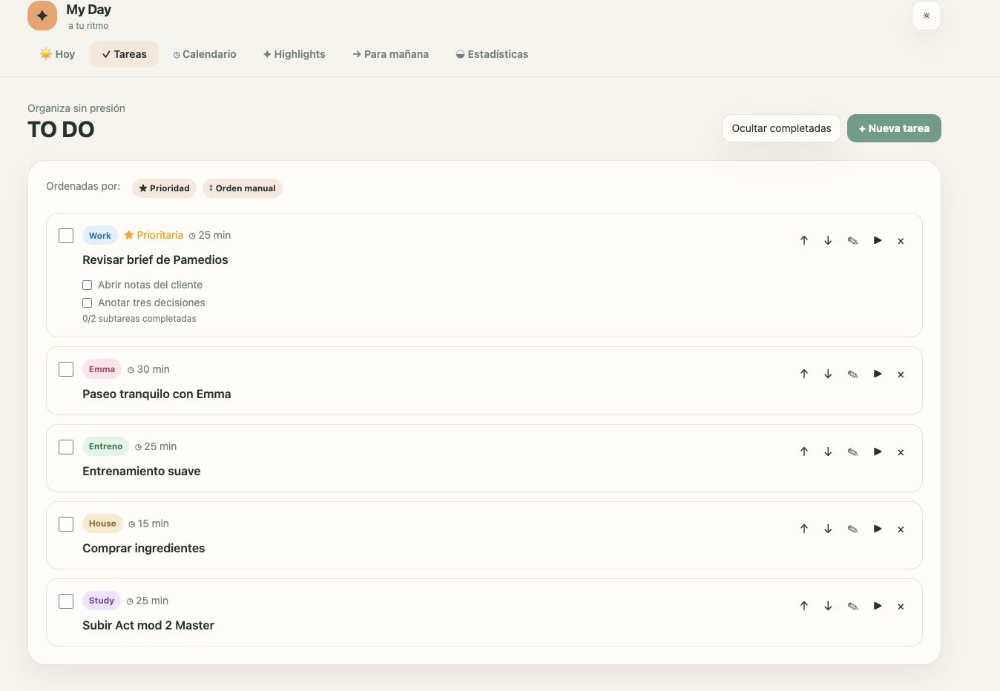 My Day
a tu ritmo
Hoy
Tareas
Calendario
Highlights
Para mañana
Estadísticas
Organiza sin presión
TO DO
Ocultar completadas
+ Nueva tarea
Ordenadas por:
★ Prioridad
↕ Orden manual
Work ★ Prioritaria 25 min
Revisar brief de Pamedios
Abrir notas del cliente
Anotar tres decisiones
0/2 subtareas completadas
Emma 30 min
Paseo tranquilo con Emma
Entreno 25 min
Entrenamiento suave
House 15 min
Comprar ingredientes
Study 25 min
Subir Act mod 2 Master